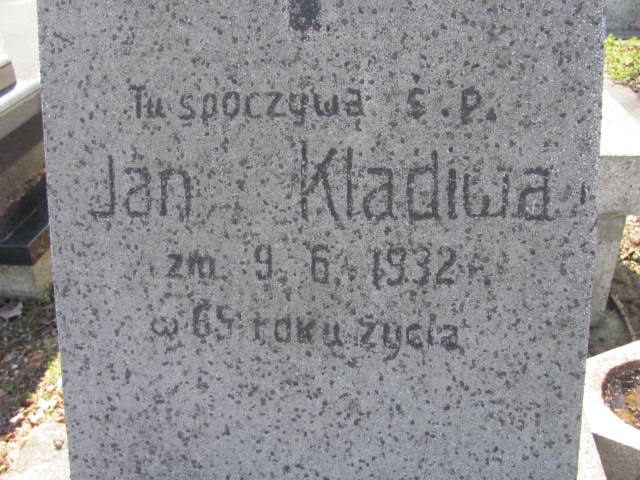 Tu spoczywa ś.p.
Jan Kladiwa
zm. 9. 6. 1932 r.
w 65 roku życia